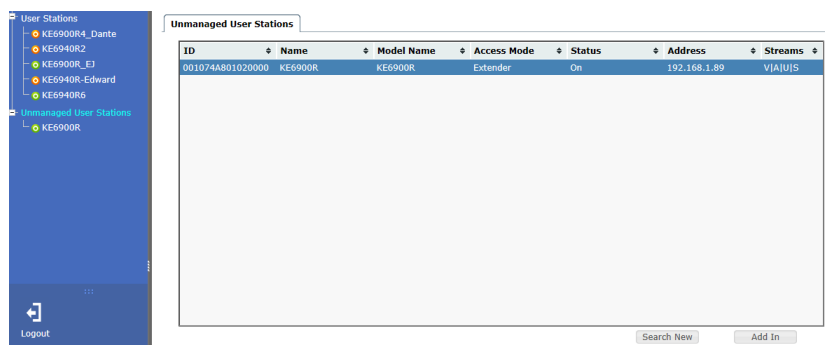 User Stations
KE6900R4_Dante
KE6940R2
KE6900R_EJ
KE6940R-Edward
KE6940R6
Unmanaged User Stations
KE6900R
Logout
Unmanaged User Stations
ID Name Model Name Access Mode Status Address Streams
001074A801020000 KE6900R KE6900R Extender On 192.168.1.89 V|A|U|S
Search New Add In